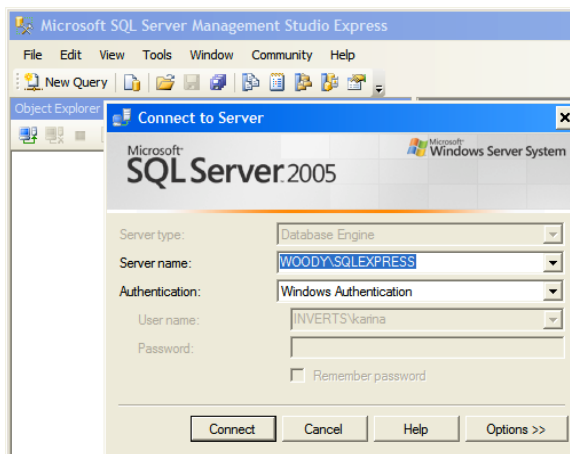 Microsoft SQL Server Management Studio Express
File Edit View Tools Window Community Help
New Query
Object Explorer
Connect to Server
Microsoft
SQL Server 2005
Microsoft
Windows Server System
Server type: Database Engine
Server name: WOODY\SQLEXPRESS
Authentication: Windows Authentication
User name: INVERTS\karina
Password:
Remember password
Connect Cancel Help Options >>